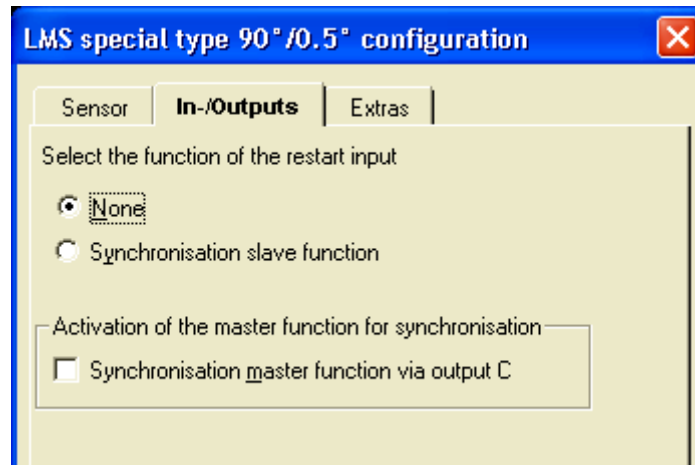 LMS special type 90°/0.5° configuration
Sensor
In-/Outputs
Extras
Select the function of the restart input
None
Synchronisation slave function
Activation of the master function for synchronisation
Synchronisation master function via output C